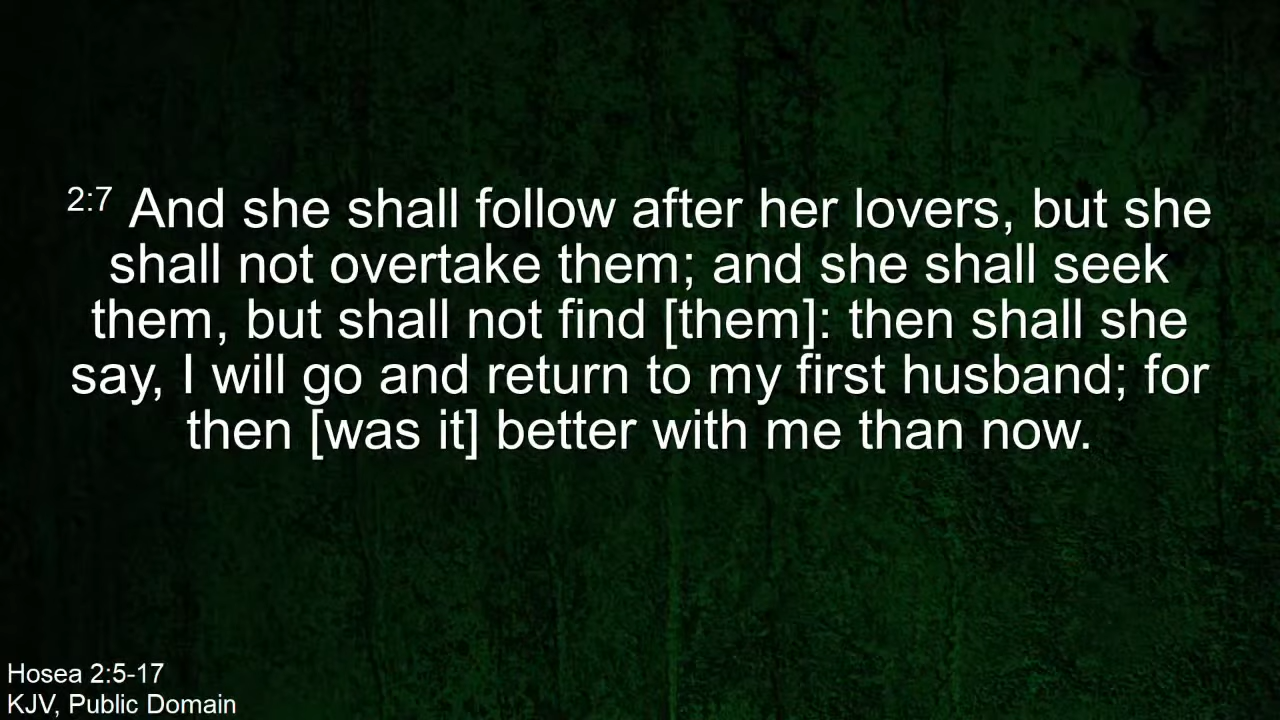 2:7 And she shall follow after her lovers, but she
shall not overtake them; and she shall seek
them, but shall not find [them]: then shall she
say, I will go and return to my first husband; for
then [was it] better with me than now.
Hosea 2:5-17
KJV, Public Domain